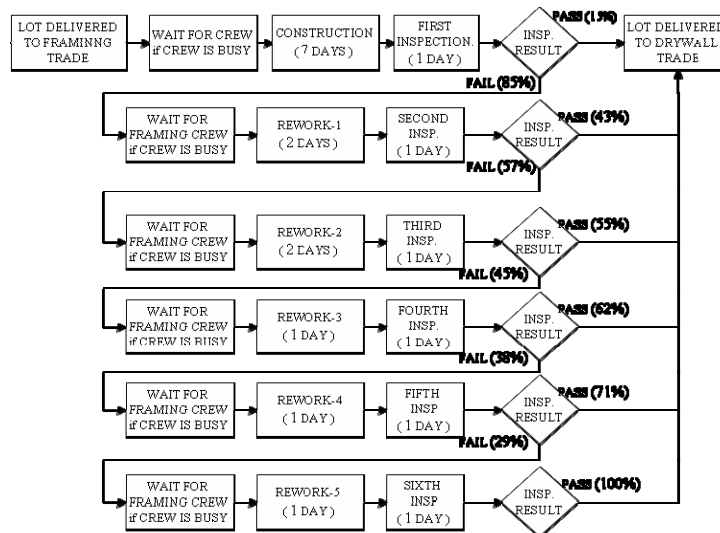 LOT DELIVERED
TO FRAMINNG
TRADE
WAIT FOR CREW
if CREW IS BUSY
CONSTRUCTION
( 7 DAYS )
FIRST
INSPECTION.
( 1 DAY )
INSP.
RESULT
PASS (15%)
LOT DELIVERED
TO DRYWALL
TRADE
FAIL (85%)
WAIT FOR
FRAMING CREW
if CREW IS BUSY
REWORK-1
( 2 DAYS )
SECOND
INSP.
( 1 DAY )
INSP.
RESULT
PASS (43%)
FAIL (57%)
WAIT FOR
FRAMING CREW
if CREW IS BUSY
REWORK-2
( 2 DAYS )
THIRD
INSP.
( 1 DAY )
INSP.
RESULT
PASS (55%)
FAIL (45%)
WAIT FOR
FRAMING CREW
if CREW IS BUSY
REWORK-3
( 1 DAY )
FOURTH
INSP.
( 1 DAY )
INSP.
RESULT
PASS (62%)
FAIL (38%)
WAIT FOR
FRAMING CREW
if CREW IS BUSY
REWORK-4
( 1 DAY )
FIFTH
INSP
( 1 DAY )
INSP.
RESULT
PASS (71%)
FAIL (29%)
WAIT FOR
FRAMING CREW
if CREW IS BUSY
REWORK-5
( 1 DAY )
SIXTH
INSP
( 1 DAY )
INSP.
RESULT
PASS (100%)